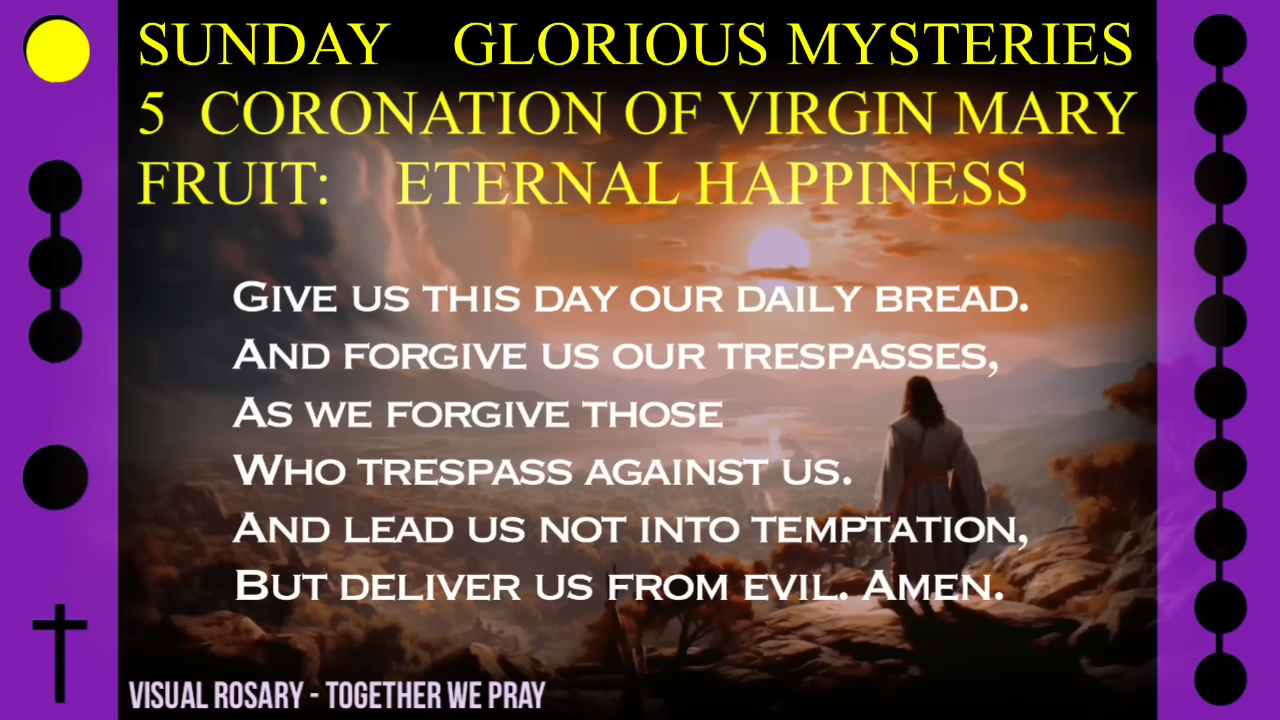 SUNDAY GLORIOUS MYSTERIES
5 CORONATION OF VIRGIN MARY
FRUIT: ETERNAL HAPPINESS
GIVE US THIS DAY OUR DAILY BREAD.
AND FORGIVE US OUR TRESPASSES,
AS WE FORGIVE THOSE
WHO TRESPASS AGAINST US.
AND LEAD US NOT INTO TEMPTATION,
BUT DELIVER US FROM EVIL. AMEN.
VISUAL ROSARY - TOGETHER WE PRAY